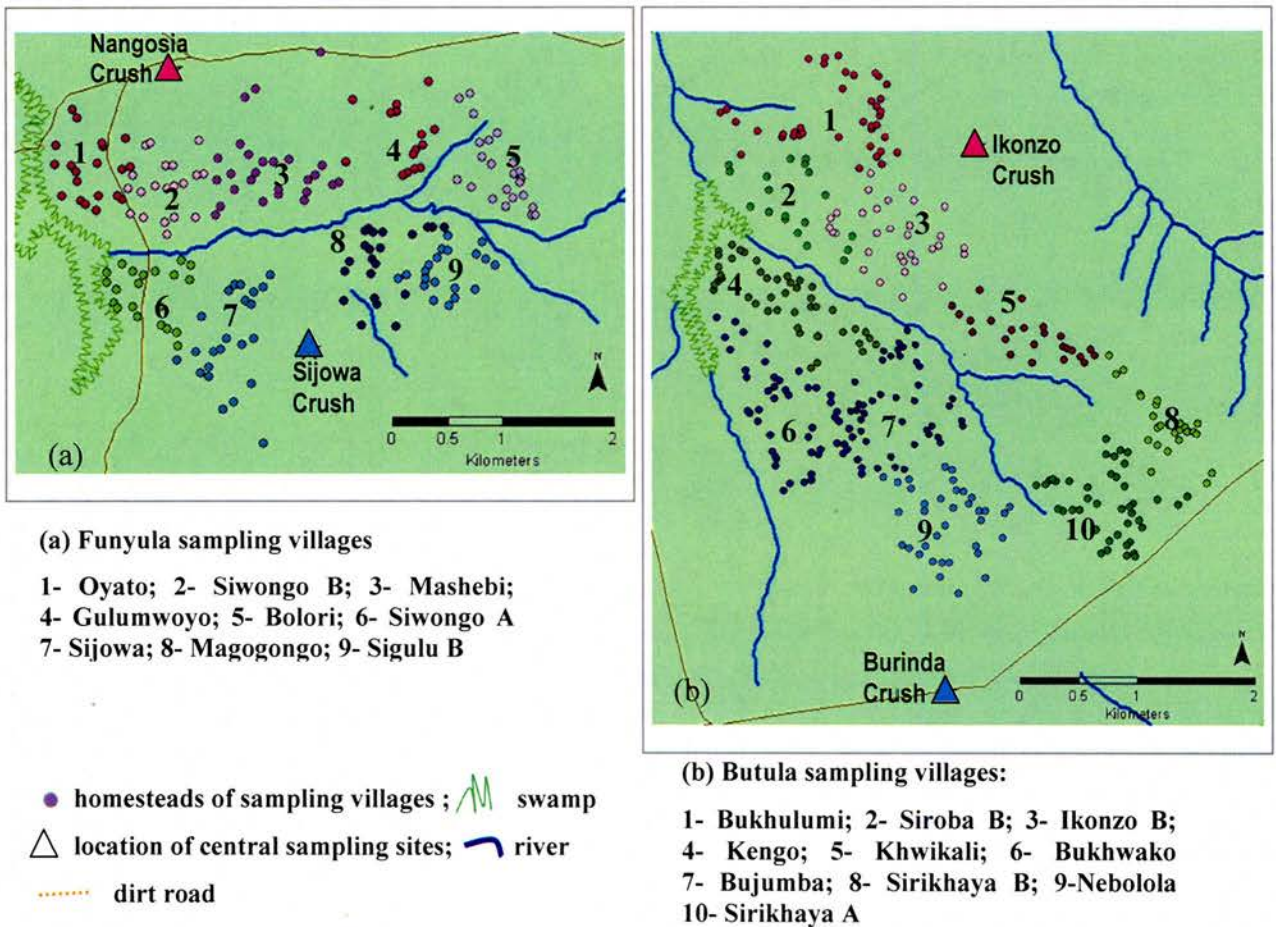 Nangosia
Crush
1
2
3
4
5
6
7
8
9
Sijowa
Crush
N
(a)
0 0.5 1 2
Kilometers
1
2
3
4
5
6
7
8
9
10
Ikonzo
Crush
Burinda
Crush
N
(b)
0 0.5 1 2
Kilometers
(a) Funyula sampling villages
1- Oyato; 2- Siwongo B; 3- Mashebi;
4- Gulumwoyo; 5- Bolori; 6- Siwongo A
7- Sijowa; 8- Magogongo; 9- Sigulu B
homesteads of sampling villages ; swamp
location of central sampling sites; river
dirt road
(b) Butula sampling villages:
1- Bukhulumi; 2- Siroba B; 3- Ikonzo B;
4- Kengo; 5- Khwikali; 6- Bukhwako
7- Bujumba; 8- Sirikhaya B; 9-Nebolola
10- Sirikhaya A